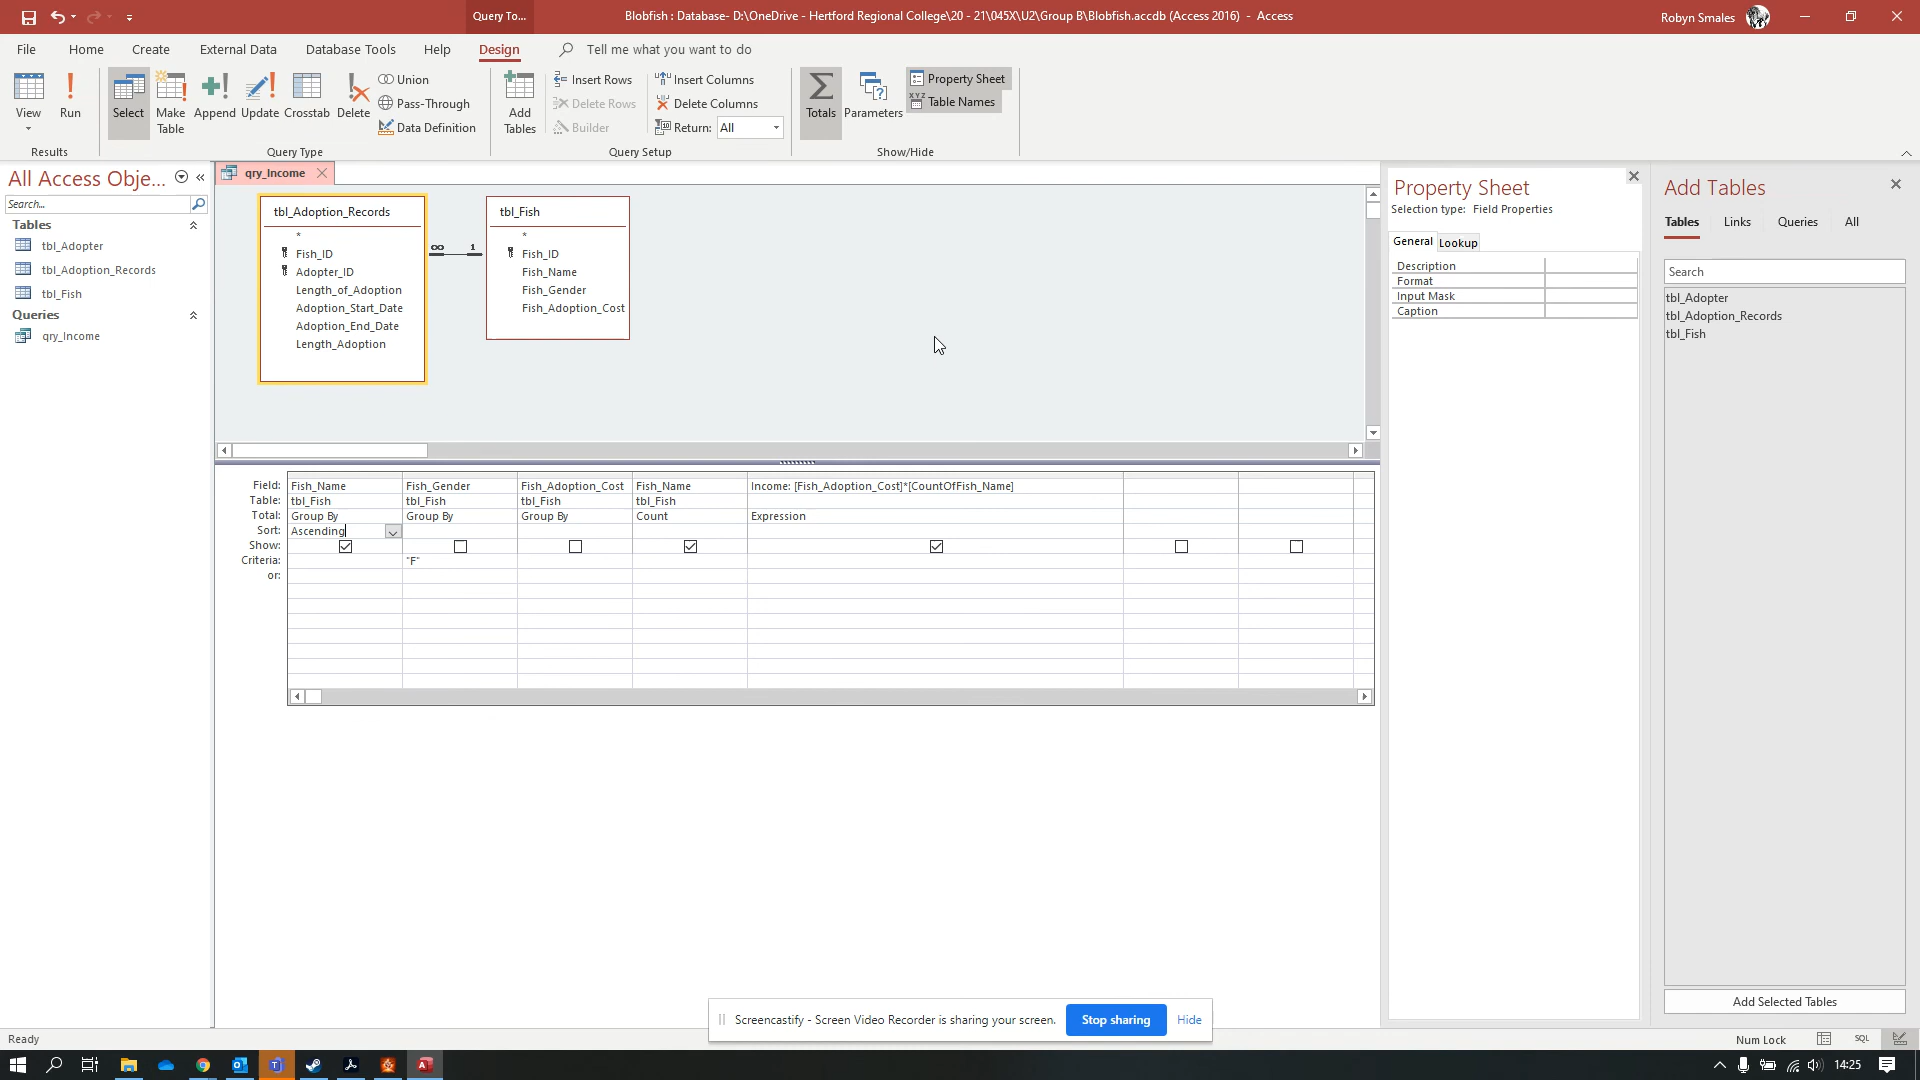 Query To...
Blobfish : Database- D:\OneDrive - Hertford Regional College\20 - 21\045X\U2\Group B\Blobfish.accdb (Access 2016) - Access
Robyn Smales
File
Home
Create
External Data
Database Tools
Help
Design
Tell me what you want to do
View
Run
Results
Select
Make Table
Append
Update
Crosstab
Delete
Union
Pass-Through
Data Definition
Query Type
Add Tables
Insert Rows
Delete Rows
Builder
Insert Columns
Delete Columns
Return: All
Query Setup
Totals
Parameters
Property Sheet
Table Names
Show/Hide
All Access Obje...
Search...
Tables
tbl_Adopter
tbl_Adoption_Records
tbl_Fish
Queries
qry_Income
qry_Income
tbl_Adoption_Records
*
Fish_ID
Adopter_ID
Length_of_Adoption
Adoption_Start_Date
Adoption_End_Date
Length_Adoption
∞ 1
tbl_Fish
*
Fish_ID
Fish_Name
Fish_Gender
Fish_Adoption_Cost
Field: Fish_Name Fish_Gender Fish_Adoption_Cost Fish_Name Income: [Fish_Adoption_Cost]*[CountOfFish_Name]
Table: tbl_Fish tbl_Fish tbl_Fish tbl_Fish
Total: Group By Group By Group By Count Expression
Sort: Ascending
Show:
Criteria: "F"
or:
Property Sheet
Selection type: Field Properties
General Lookup
Description
Format
Input Mask
Caption
Add Tables
Tables Links Queries All
Search
tbl_Adopter
tbl_Adoption_Records
tbl_Fish
Add Selected Tables
Screencastify - Screen Video Recorder is sharing your screen. Stop sharing Hide
Ready
Num Lock
SQL
14:25